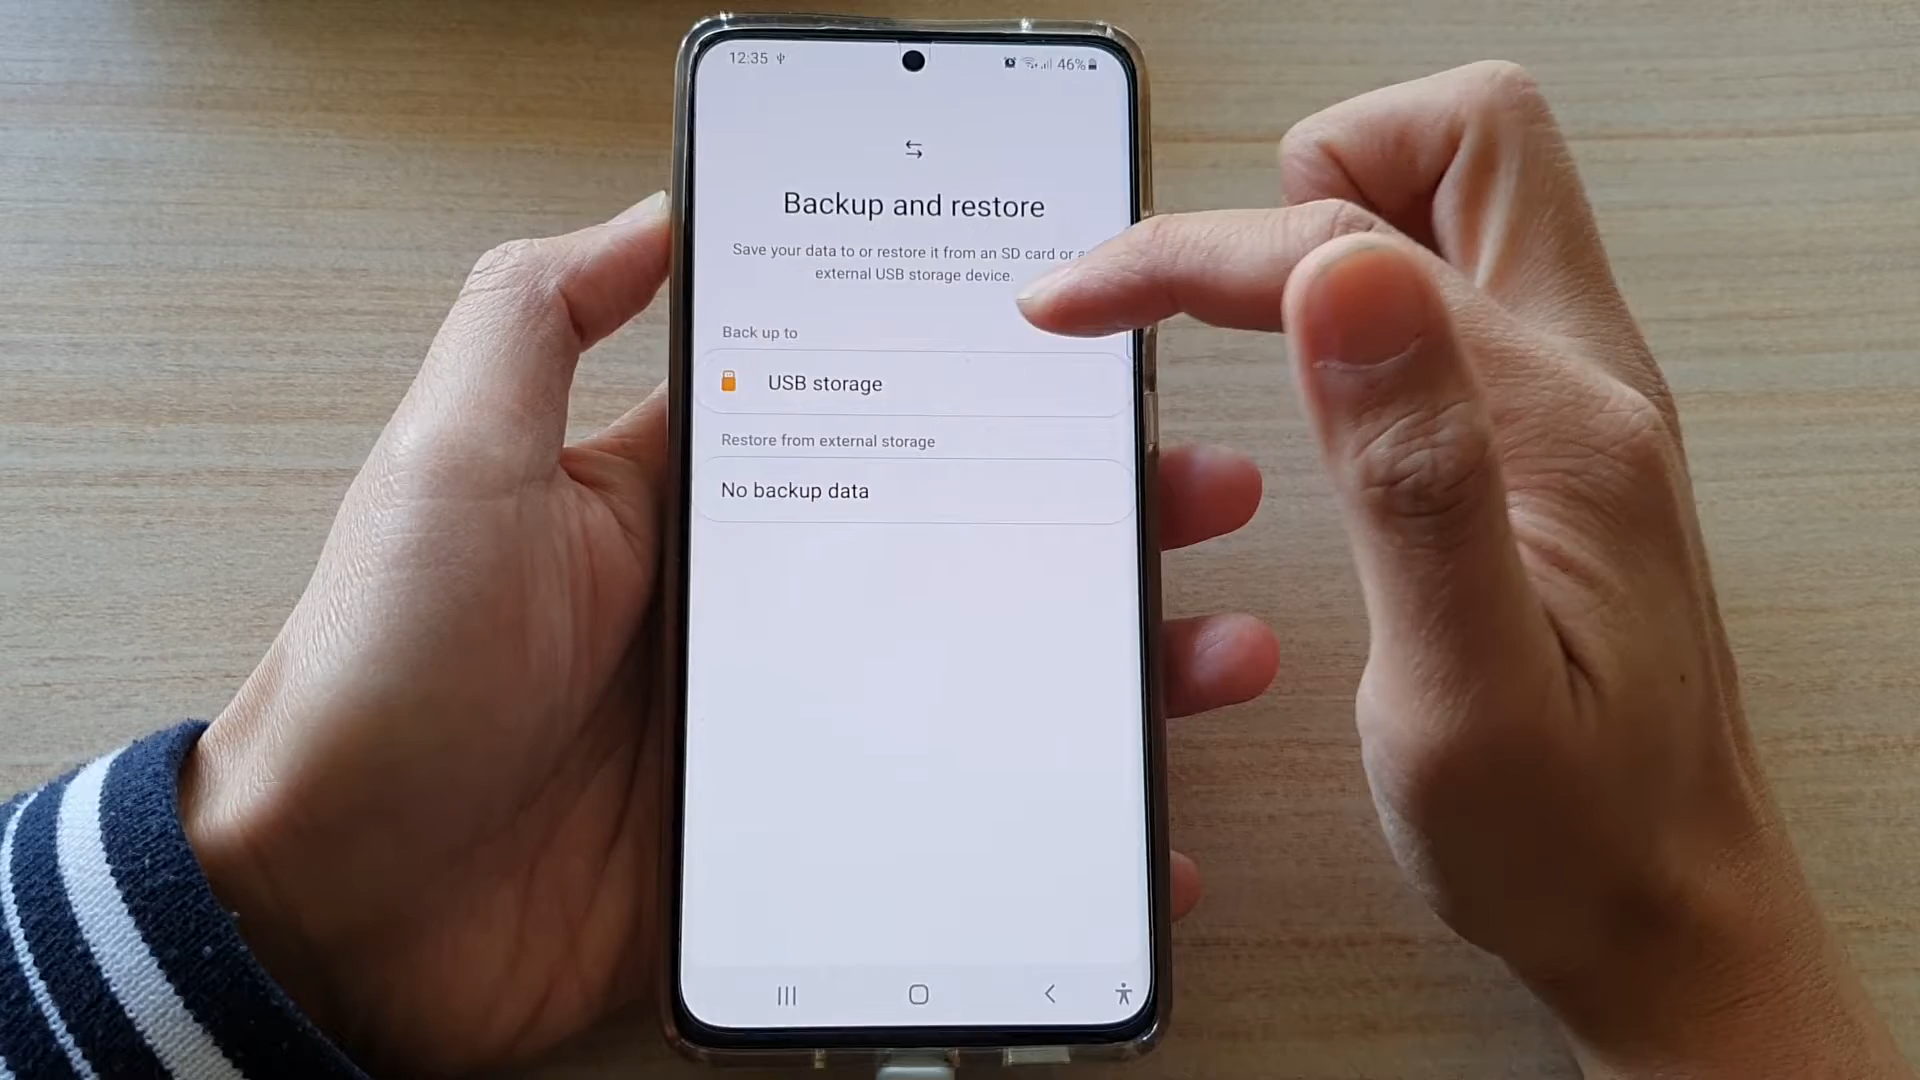 12:35
46%
Backup and restore
Save your data to or restore it from an SD card or
external USB storage device.
Back up to
USB storage
Restore from external storage
No backup data